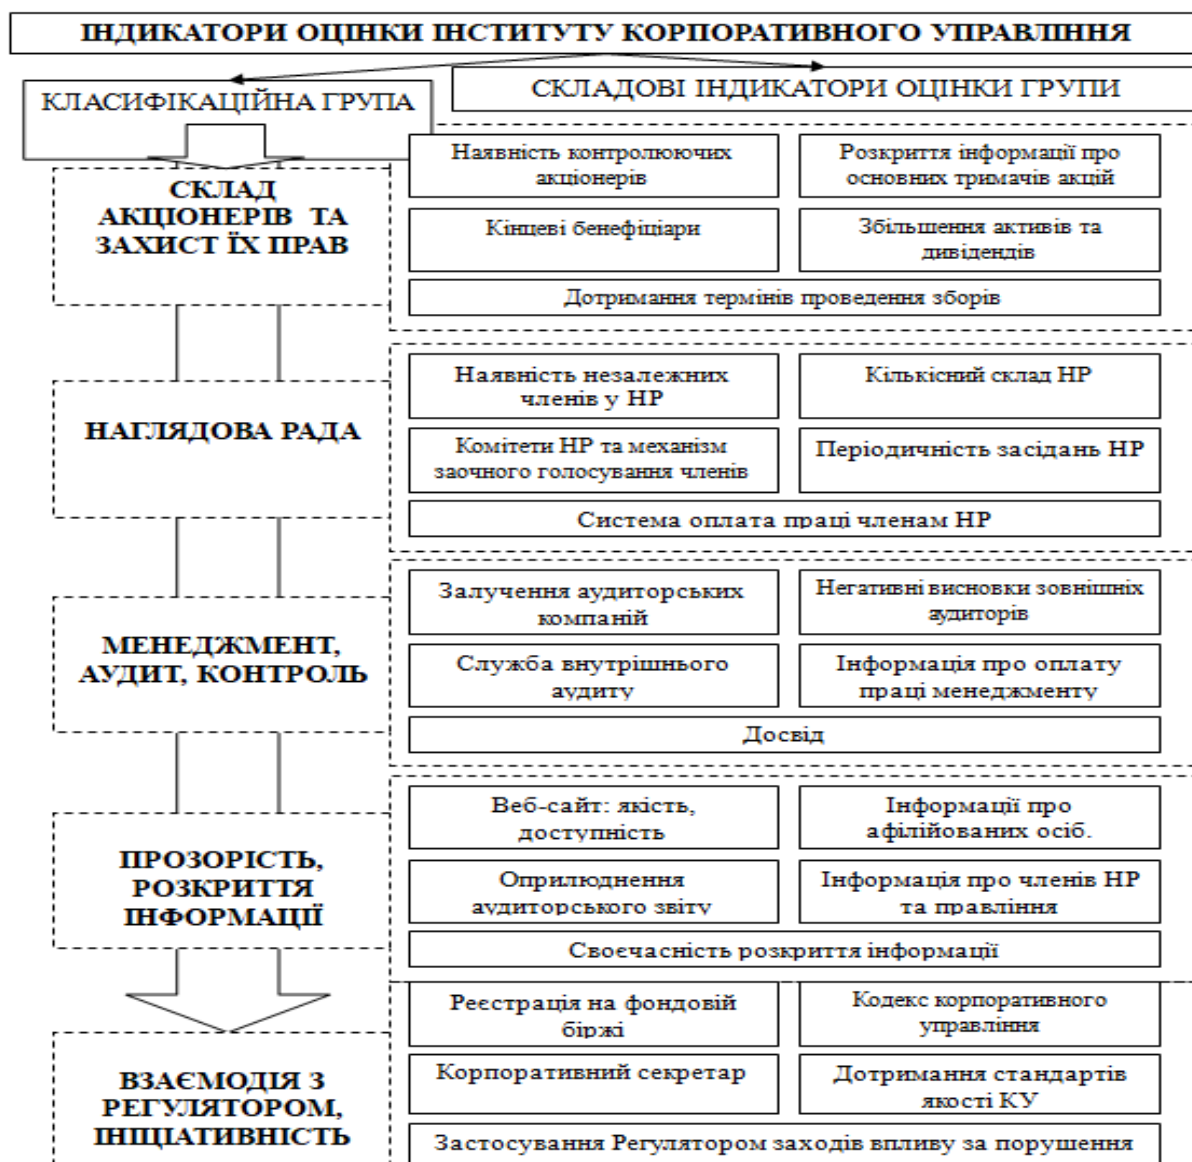 ІНДИКАТОРИ ОЦІНКИ ІНСТИТУТУ КОРПОРАТИВНОГО УПРАВЛІННЯ
КЛАСИФІКАЦІЙНА ГРУПА
СКЛАДОВІ ІНДИКАТОРИ ОЦІНКИ ГРУПИ
СКЛАД
АКЦІОНЕРІВ ТА
ЗАХИСТ ЇХ ПРАВ
Наявність контролюючих
акціонерів
Розкриття інформації про
основних тримачів акцій
Кінцеві бенефіціари
Збільшення активів та
дивідендів
Дотримання термінів проведення зборів
НАГЛЯДОВА РАДА
Наявність незалежних
членів у НР
Кількісний склад НР
Комітети НР та механізм
заочного голосування членів
Періодичність засідань НР
Система оплата праці членам НР
МЕНЕДЖМЕНТ,
АУДИТ, КОНТРОЛЬ
Залучення аудиторських
компаній
Негативні висновки зовнішніх
аудиторів
Служба внутрішнього
аудиту
Інформація про оплату
праці менеджменту
Досвід
ПРОЗОРІСТЬ,
РОЗКРИТТЯ
ІНФОРМАЦІЇ
Веб-сайт: якість,
доступність
Інформації про
афілійованих осіб.
Оприлюднення
аудиторського звіту
Інформація про членів НР
та правління
Своєчасність розкриття інформації
ВЗАЄМОДІЯ З
РЕГУЛЯТОРОМ,
ІНІЦІАТИВНІСТЬ
Реєстрація на фондовій
біржі
Кодекс корпоративного
управління
Корпоративний секретар
Дотримання стандартів
якості КУ
Застосування Регулятором заходів впливу за порушення